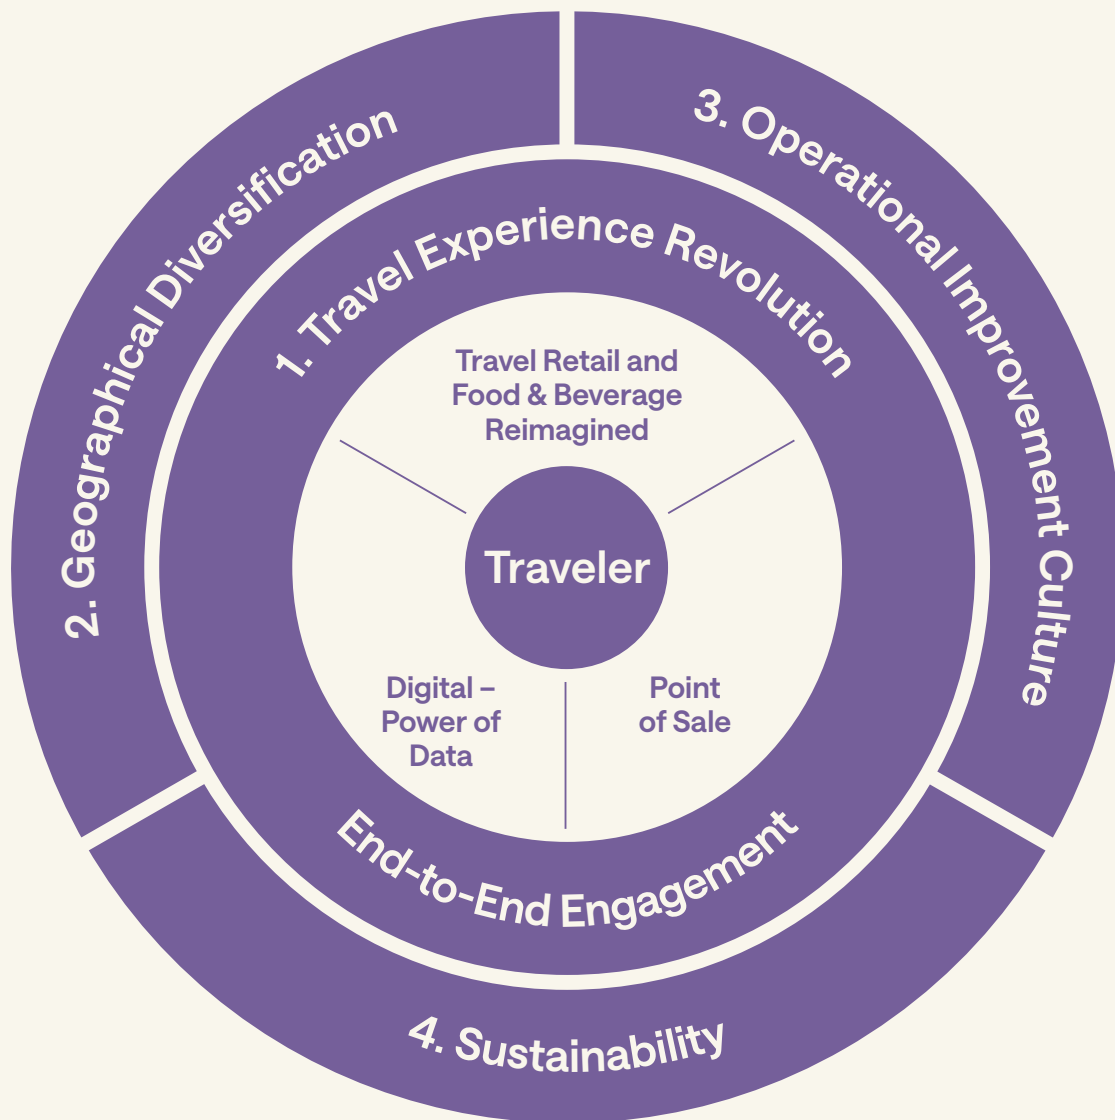 2. Geographical Diversification
3. Operational Improvement Culture
1. Travel Experience Revolution
Travel Retail and
Food & Beverage
Reimagined
Traveler
Digital –
Power of
Data
Point
of Sale
End-to-End Engagement
4. Sustainability